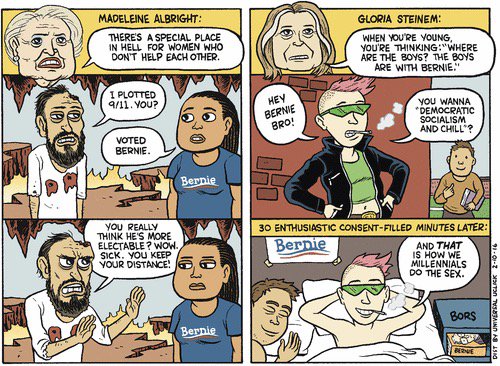 MADELEINE ALBRIGHT:
THERE'S A SPECIAL PLACE
IN HELL FOR WOMEN WHO
DON'T HELP EACH OTHER.
I PLOTTED
9/11. YOU?
VOTED
BERNIE.
Bernie
YOU REALLY
THINK HE'S MORE
ELECTABLE? WOW.
SICK. YOU KEEP
YOUR DISTANCE!
Bernie
GLORIA STEINEM:
WHEN YOU'RE YOUNG,
YOU'RE THINKING: "WHERE
ARE THE BOYS? THE BOYS
ARE WITH BERNIE."
HEY
BERNIE
BRO!
YOU WANNA
"DEMOCRATIC
SOCIALISM
AND CHILL"?
30 ENTHUSIASTIC CONSENT-FILLED MINUTES LATER:
Bernie
AND THAT
IS HOW WE
MILLENNIALS
DO THE SEX.
BORS
BERNIE
DIST BY UNIVERSAL UCLICK 2-10-16